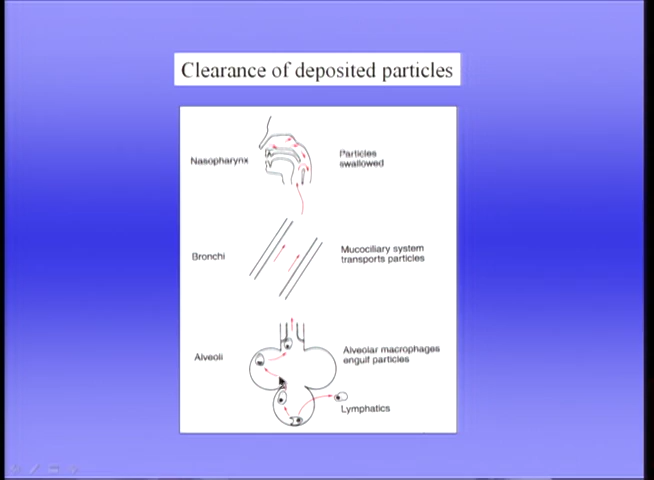 Clearance of deposited particles
Nasopharynx
Particles
swallowed
Bronchi
Mucociliary system
transports particles
Alveoli
Alveolar macrophages
engulf particles
Lymphatics